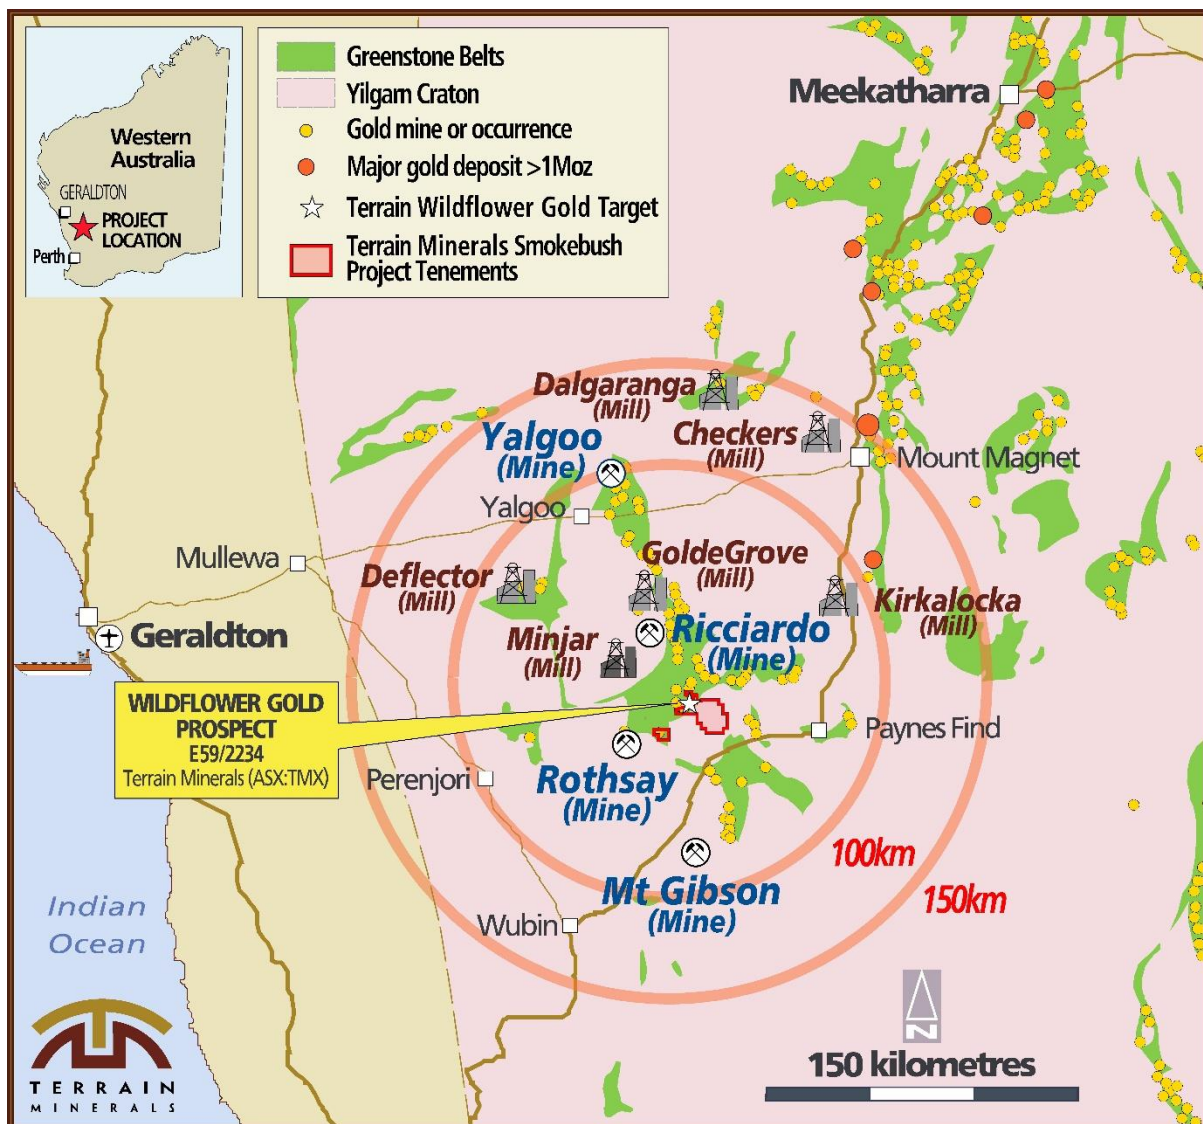 Western
Australia
GERALDTON
PROJECT
LOCATION
Perth
Greenstone Belts
Yilgarn Craton
Gold mine or occurrence
Major gold deposit >1Moz
Terrain Wildflower Gold Target
Terrain Minerals Smokebush
Project Tenements
Meekatharra
Dalgaranga
(Mill)
Checkers
(Mill)
Yalgoo
(Mine)
Mount Magnet
Yalgoo
Mullewa
Deflector
(Mill)
GoldeGrove
(Mill)
Kirkalocka
(Mill)
Geraldton
Minjar
(Mill)
Ricciardo
(Mine)
WILDFLOWER GOLD
PROSPECT
E59/2234
Terrain Minerals (ASX:TMX)
Paynes Find
Perenjori
Rothsay
(Mine)
100km
150km
Mt Gibson
(Mine)
Indian
Ocean
Wubin
N
150 kilometres
TERRAIN
MINERALS